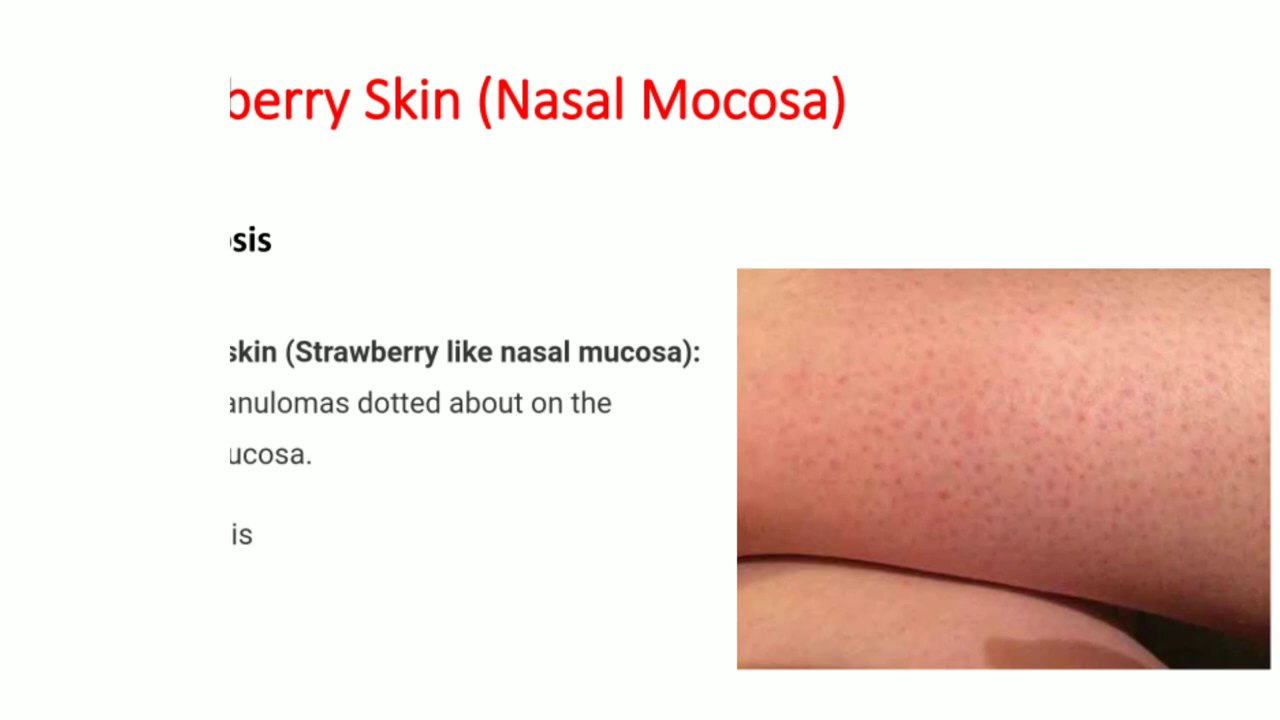 berry Skin (Nasal Mocosa)
sis
skin (Strawberry like nasal mucosa):
anulomas dotted about on the
ucosa.
is